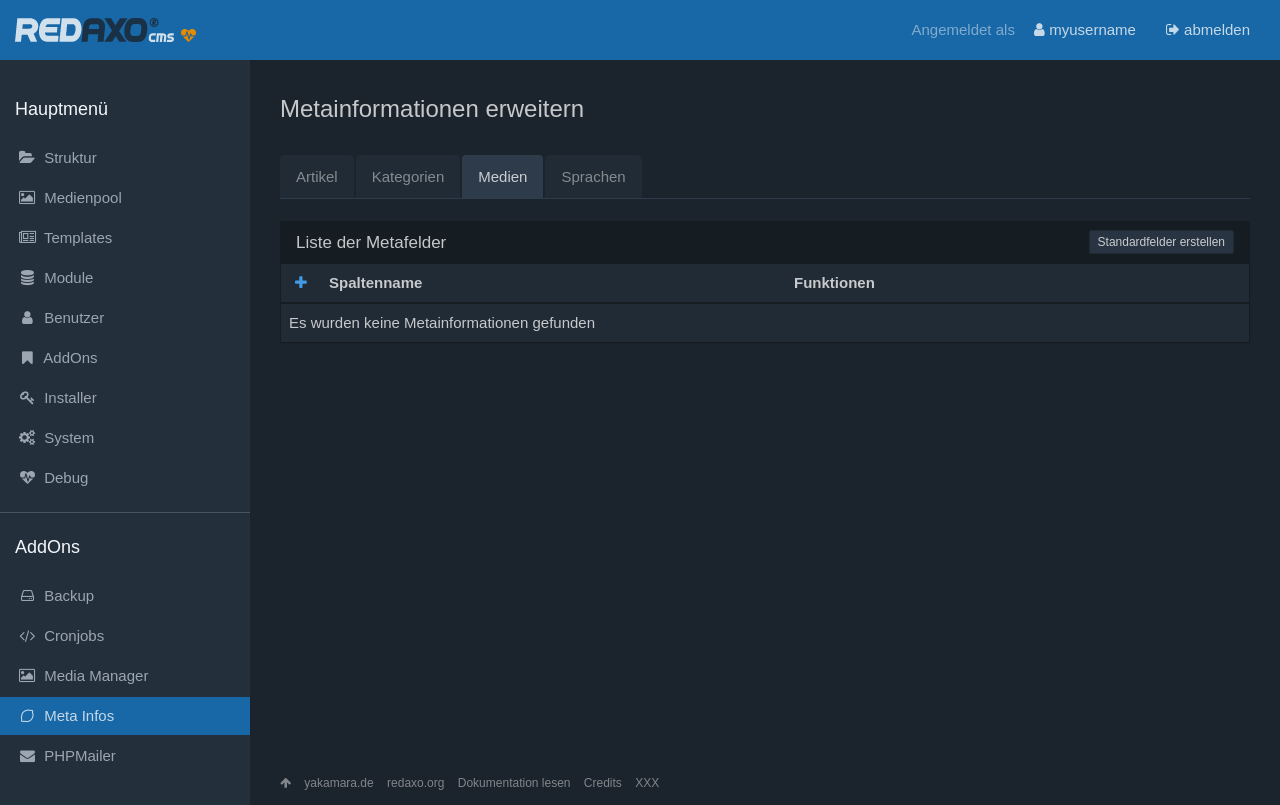 REDAXO® cms
Angemeldet als myusername abmelden
Hauptmenü
Struktur
Medienpool
Templates
Module
Benutzer
AddOns
Installer
System
Debug
AddOns
Backup
Cronjobs
Media Manager
Meta Infos
PHPMailer
Metainformationen erweitern
Artikel Kategorien Medien Sprachen
Liste der Metafelder Standardfelder erstellen
Spaltenname Funktionen
Es wurden keine Metainformationen gefunden
yakamara.de redaxo.org Dokumentation lesen Credits XXX